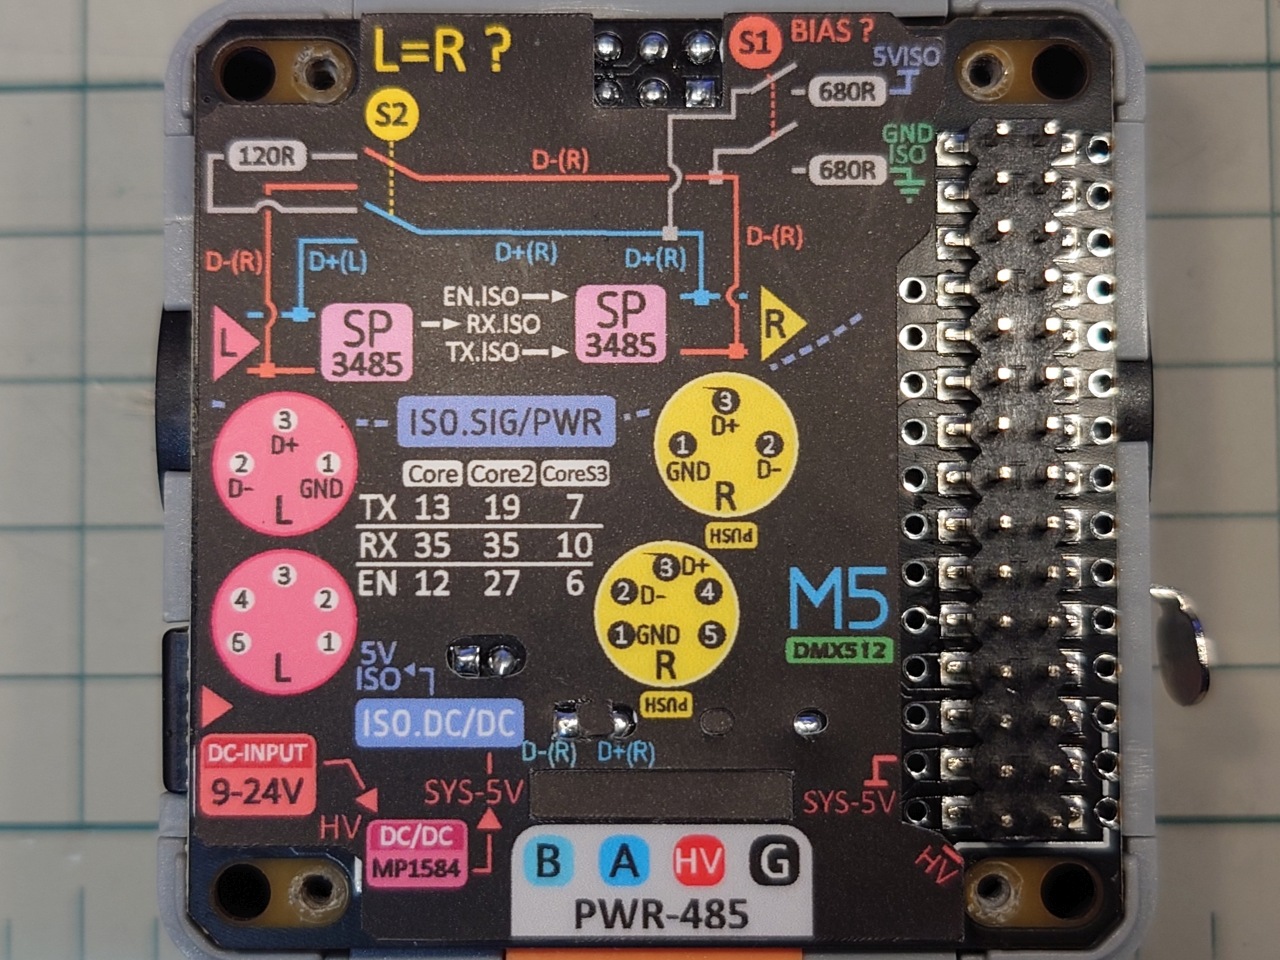 L=R ?
S1
BIAS ?
5VISO
S2
680R
GND
ISO
120R
D-(R)
680R
D-(R)
D+(L)
D+(R)
D+(R)
D-(R)
EN.ISO
RX.ISO
TX.ISO
L
SP
3485
SP
3485
R
ISO.SIG/PWR
3
D+
2
D-
1
GND
L
3
D+
1
GND
2
D-
R
PUSH
Core Core2 CoreS3
TX 13 19 7
RX 35 35 10
EN 12 27 6
3
4 2
6 1
L
3 D+
2 D- 4
1 GND 5
R
PUSH
M5
DMX512
5V
ISO
ISO.DC/DC
D-(R) D+(R)
DC-INPUT
9-24V
HV
SYS-5V
SYS-5V
DC/DC
MP1584
HV
B A HV G
PWR-485